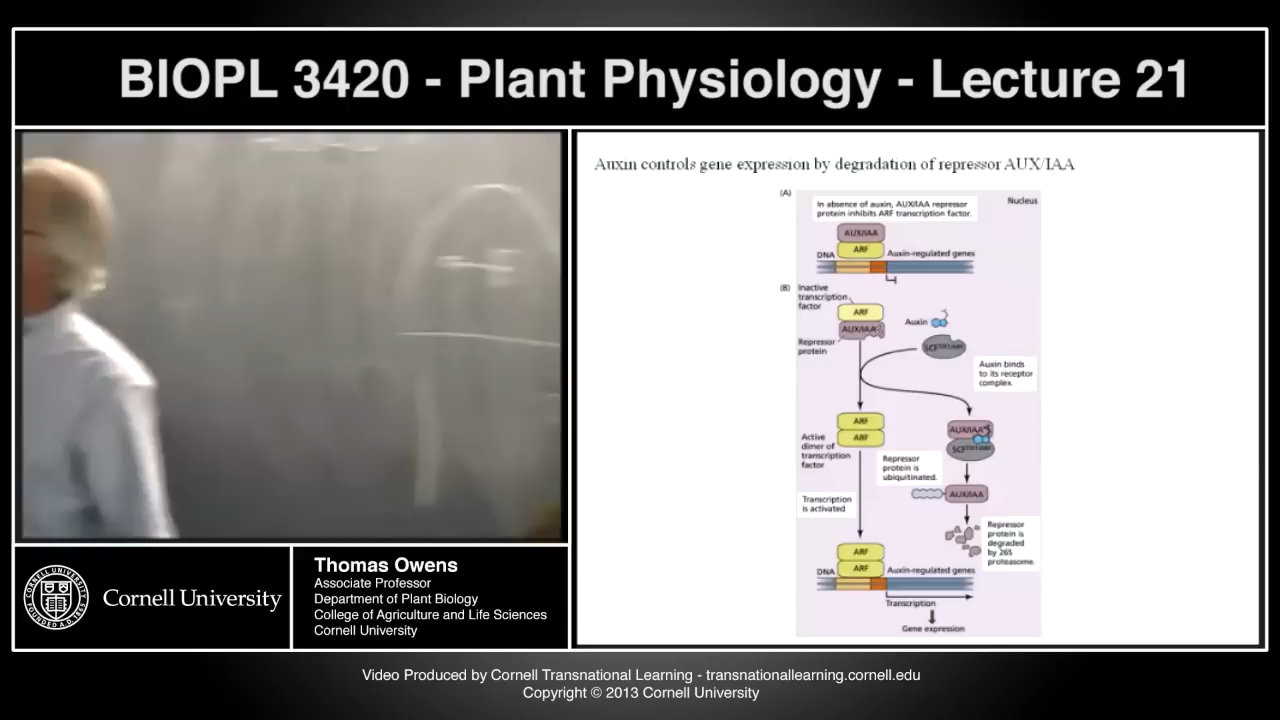 BIOPL 3420 - Plant Physiology - Lecture 21
Auxin controls gene expression by degradation of repressor AUX/IAA
(A)
In absence of auxin, AUX/IAA repressor
protein inhibits ARF transcription factor.
Nucleus
AUX/IAA
ARF
DNA
Auxin-regulated genes
(B)
Inactive
transcription
factor
ARF
AUX/IAA
Repressor
protein
Auxin
Auxin binds
to its receptor
complex.
ARF
ARF
Active
dimer of
transcription
factor
AUX/IAA
Repressor
protein is
ubiquitinated.
AUX/IAA
Transcription
is activated
Repressor
protein is
degraded
by 26S
proteasome.
ARF
ARF
DNA
Auxin-regulated genes
Transcription
Gene expression
Cornell University
Thomas Owens
Associate Professor
Department of Plant Biology
College of Agriculture and Life Sciences
Cornell University
Video Produced by Cornell Transnational Learning - transnationallearning.cornell.edu
Copyright © 2013 Cornell University